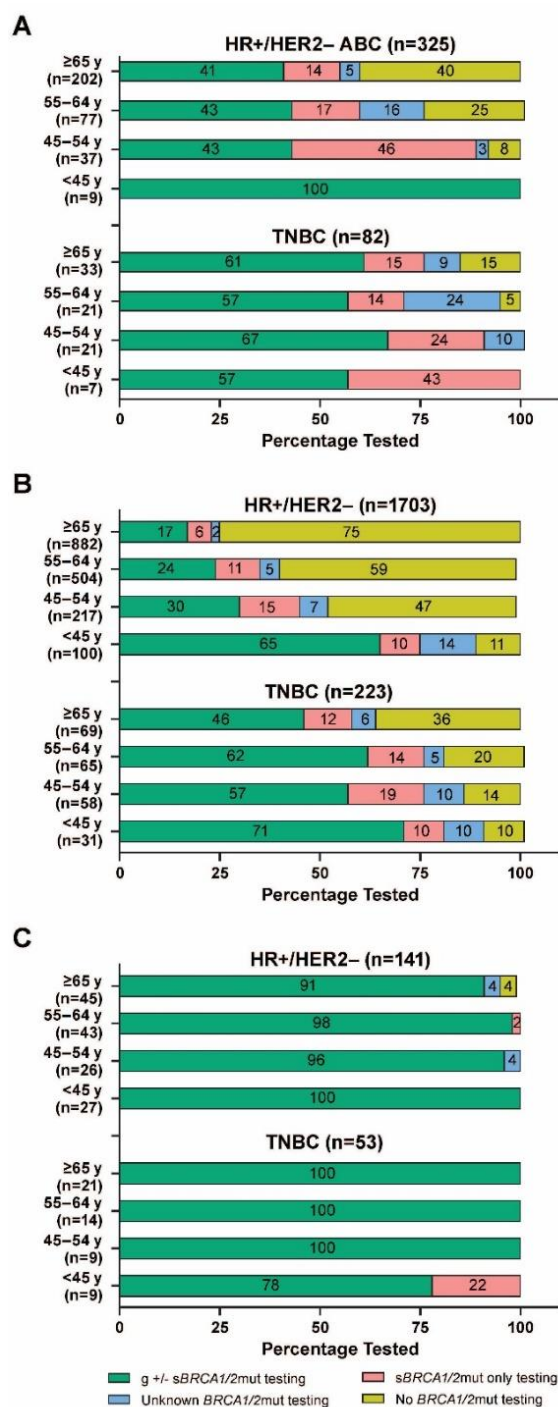 A
HR+/HER2– ABC (n=325)
≥65 y
(n=202)
41 14 5 40
55–64 y
(n=77)
43 17 16 25
45–54 y
(n=37)
43 46 3 8
<45 y
(n=9)
100
TNBC (n=82)
≥65 y
(n=33)
61 15 9 15
55–64 y
(n=21)
57 14 24 5
45–54 y
(n=21)
67 24 10
<45 y
(n=7)
57 43
0 25 50 75 100
Percentage Tested
B
HR+/HER2– (n=1703)
≥65 y
(n=882)
17 6 2 75
55–64 y
(n=504)
24 11 5 59
45–54 y
(n=217)
30 15 7 47
<45 y
(n=100)
65 10 14 11
TNBC (n=223)
≥65 y
(n=69)
46 12 6 36
55–64 y
(n=65)
62 14 5 20
45–54 y
(n=58)
57 19 10 14
<45 y
(n=31)
71 10 10 10
0 25 50 75 100
Percentage Tested
C
HR+/HER2– (n=141)
≥65 y
(n=45)
91 4 4
55–64 y
(n=43)
98 2
45–54 y
(n=26)
96 4
<45 y
(n=27)
100
TNBC (n=53)
≥65 y
(n=21)
100
55–64 y
(n=14)
100
45–54 y
(n=9)
100
<45 y
(n=9)
78 22
0 25 50 75 100
Percentage Tested
g +/- sBRCA1/2mut testing sBRCA1/2mut only testing
Unknown BRCA1/2mut testing No BRCA1/2mut testing